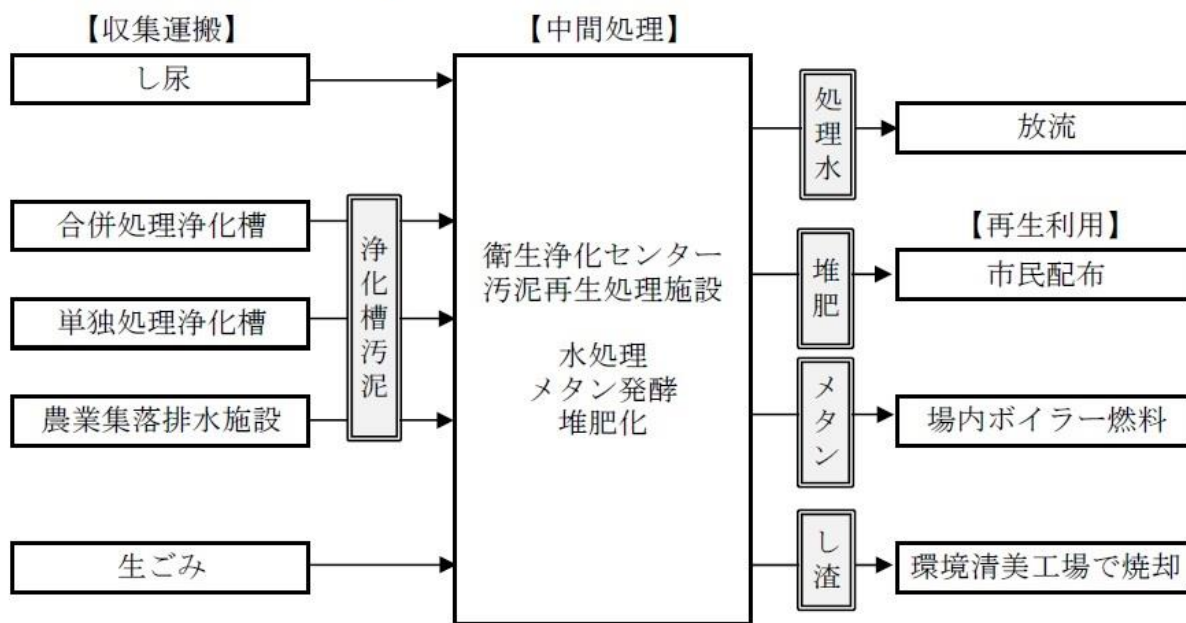 【収集運搬】
し尿
合併処理浄化槽
単独処理浄化槽
農業集落排水施設
生ごみ
浄化槽汚泥
【中間処理】
衛生浄化センター
汚泥再生処理施設
水処理
メタン発酵
堆肥化
処理水
放流
【再生利用】
堆肥
市民配布
メタン
場内ボイラー燃料
し渣
環境清美工場で焼却